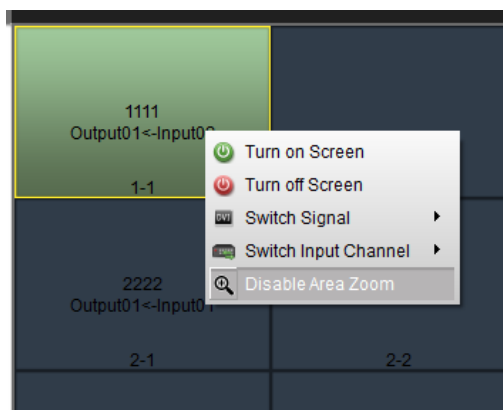 1111
Output01<-Input0
1-1
Turn on Screen
Turn off Screen
DVI
Switch Signal
Switch Input Channel
Disable Area Zoom
2222
Output01<-Input01
2-1
2-2